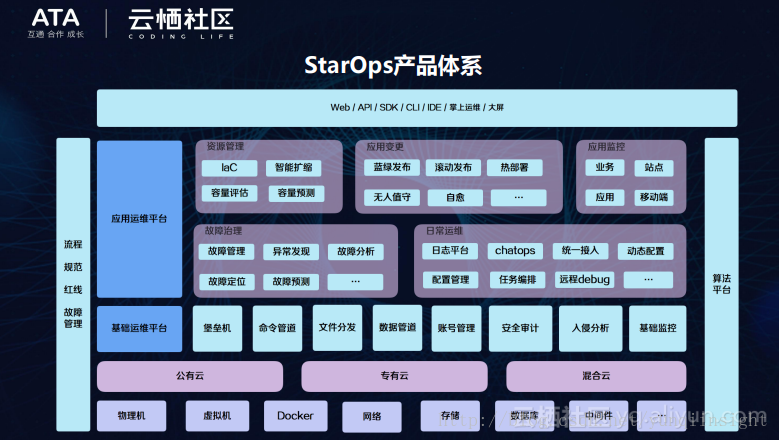 ATA
互通 合作 成长
云栖社区
CODING LIFE
StarOps产品体系
Web / API / SDK / CLI / IDE / 掌上运维 / 大屏
流程
规范
红线
故障
管理
应用运维平台
资源管理
IaC
智能扩缩
容量评估
容量预测
应用变更
蓝绿发布
滚动发布
热部署
无人值守
自愈
...
应用监控
业务
站点
应用
移动端
故障治理
故障管理
异常发现
故障分析
故障定位
故障预测
...
日常运维
日志平台
chatops
统一接入
动态配置
配置管理
任务编排
远程debug
...
算法
平台
基础运维平台
堡垒机
命令管道
文件分发
数据管道
账号管理
安全审计
入侵分析
基础监控
公有云
专有云
混合云
物理机
虚拟机
Docker
网络
存储
数据库
中间件
...
云栖社区 yq.aliyun.com